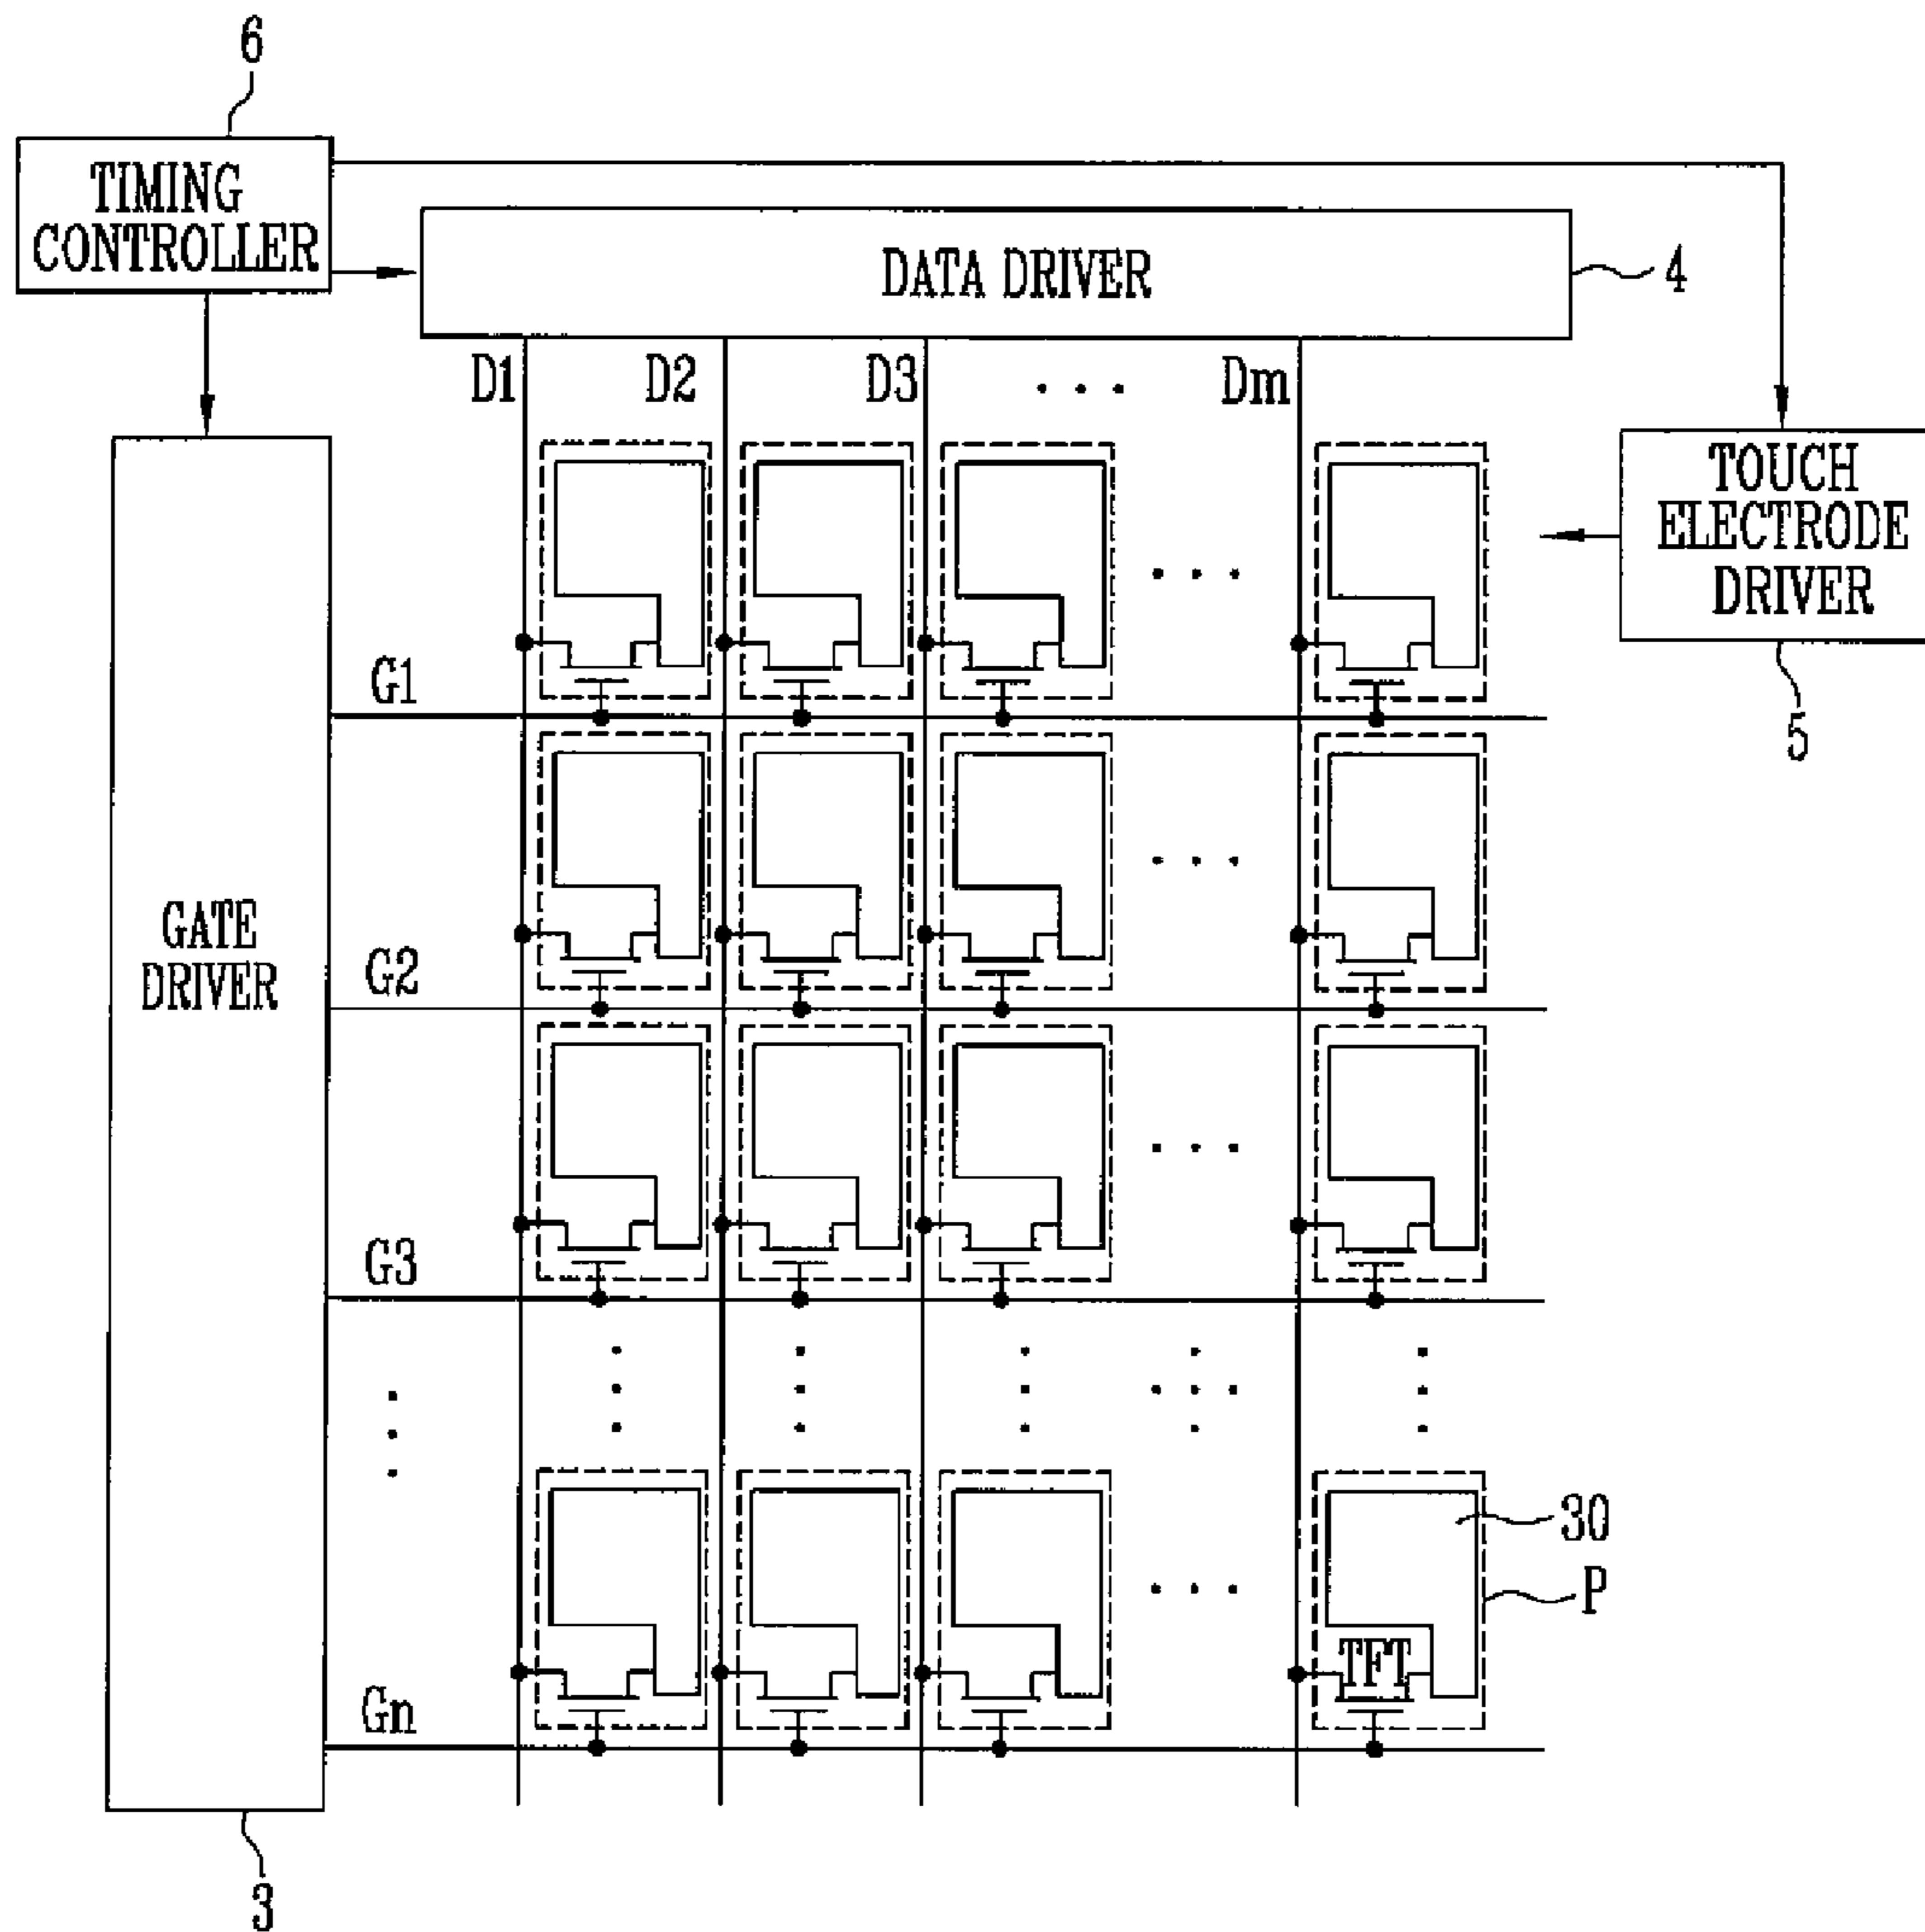 6
TIMING
CONTROLLER
DATA DRIVER
4
D1
D2
D3
. . .
Dm
TOUCH
ELECTRODE
DRIVER
5
G1
GATE
DRIVER
G2
G3
30
P
TFT
Gn
3